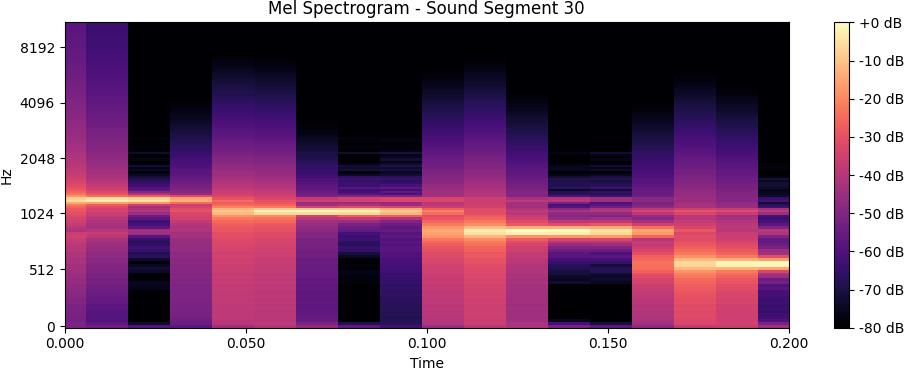 Mel Spectrogram - Sound Segment 30
Hz
8192
4096
2048
1024
512
0
0.000
0.050
0.100
0.150
0.200
Time
+0 dB
-10 dB
-20 dB
-30 dB
-40 dB
-50 dB
-60 dB
-70 dB
-80 dB